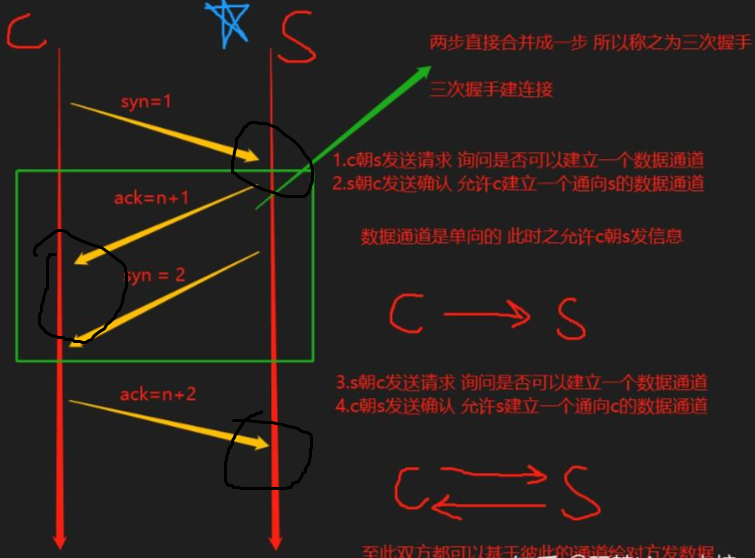 C
S
两步直接合并成一步 所以称之为三次握手
三次握手建连接
syn=1
1.c朝s发送请求 询问是否可以建立一个数据通道
2.s朝c发送确认 允许c建立一个通向s的数据通道
ack=n+1
数据通道是单向的 此时之允许c朝s发信息
syn = 2
C S
3.s朝c发送请求 询问是否可以建立一个数据通道
4.c朝s发送确认 允许s建立一个通向c的数据通道
ack=n+2
C S
至此双方都可以基于彼此的通道给对方发数据